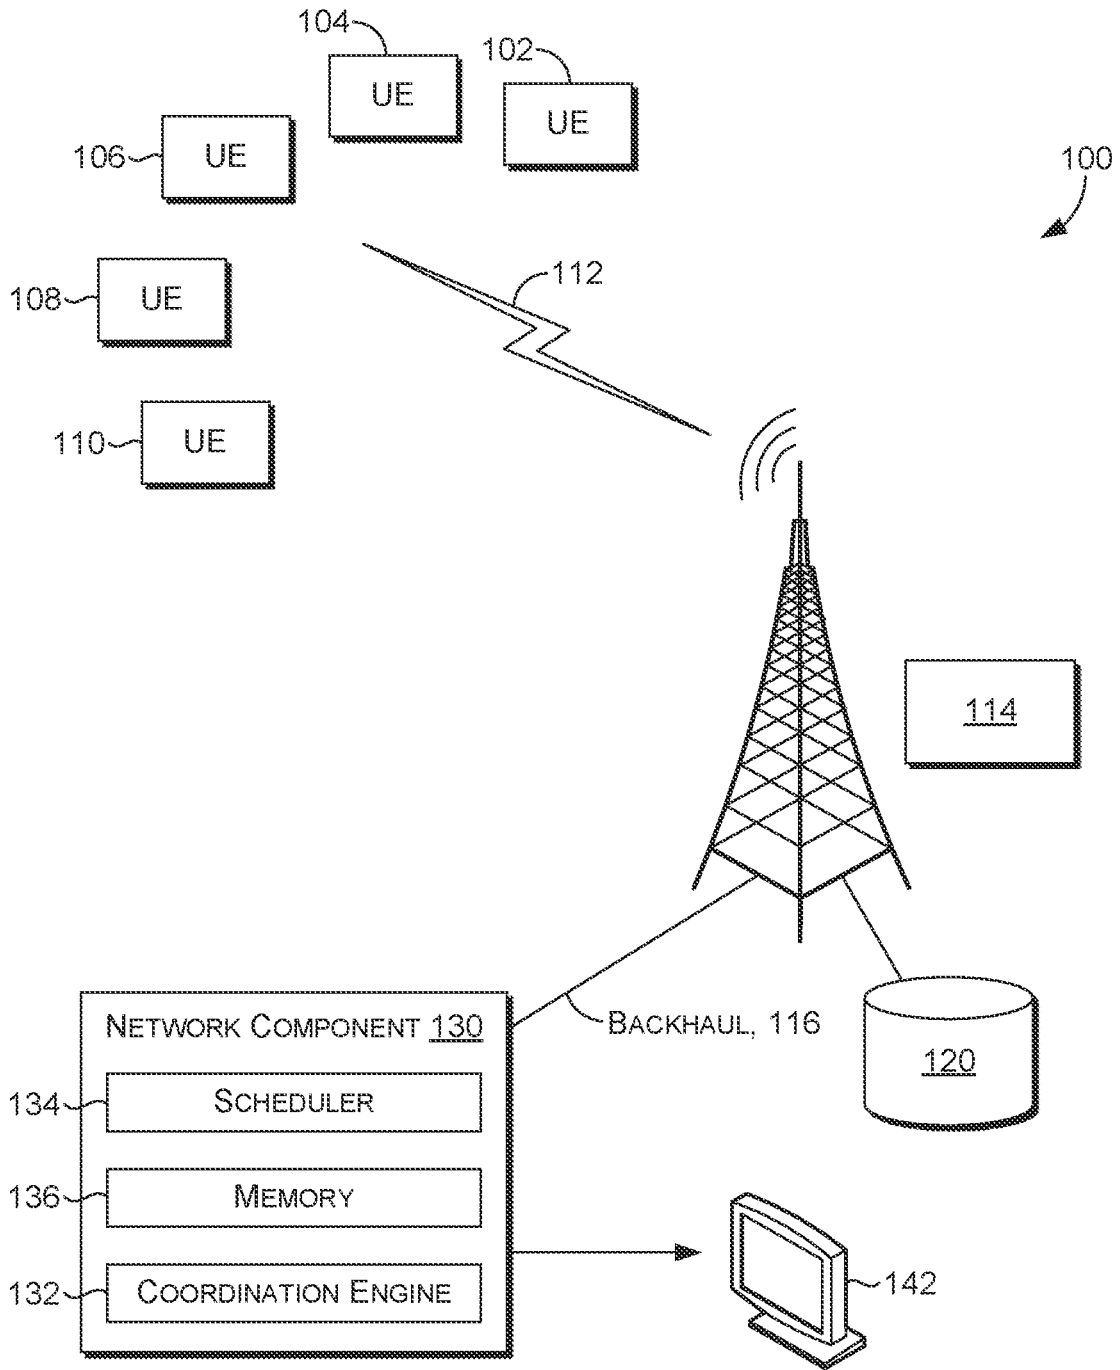 104
102
UE
UE
106
UE
100
112
108
UE
110
UE
114
NETWORK COMPONENT 130
BACKHAUL, 116
120
134
SCHEDULER
136
MEMORY
132
COORDINATION ENGINE
142